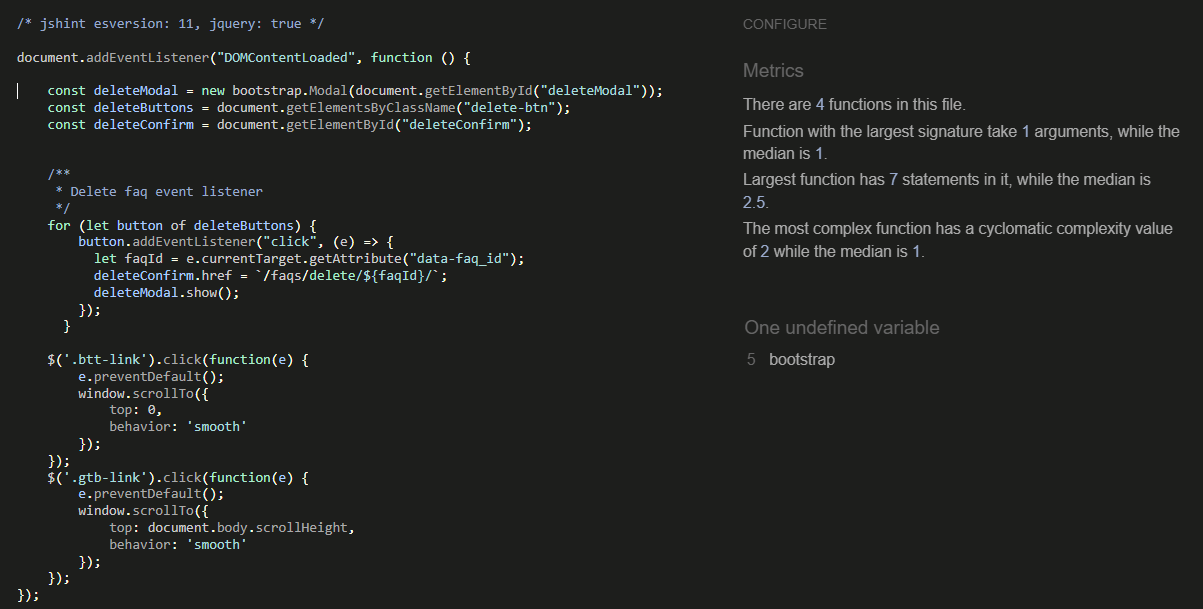 /* jshint esversion: 11, jquery: true */
document.addEventListener("DOMContentLoaded", function () {
const deleteModal = new bootstrap.Modal(document.getElementById("deleteModal"));
const deleteButtons = document.getElementsByClassName("delete-btn");
const deleteConfirm = document.getElementById("deleteConfirm");
/**
* Delete faq event listener
*/
for (let button of deleteButtons) {
button.addEventListener("click", (e) => {
let faqId = e.currentTarget.getAttribute("data-faq_id");
deleteConfirm.href = `/faqs/delete/${faqId}/`;
deleteModal.show();
});
}
$('.btt-link').click(function(e) {
e.preventDefault();
window.scrollTo({
top: 0,
behavior: 'smooth'
});
});
$('.gtb-link').click(function(e) {
e.preventDefault();
window.scrollTo({
top: document.body.scrollHeight,
behavior: 'smooth'
});
});
});
CONFIGURE
Metrics
There are 4 functions in this file.
Function with the largest signature take 1 arguments, while the
median is 1.
Largest function has 7 statements in it, while the median is
2.5.
The most complex function has a cyclomatic complexity value
of 2 while the median is 1.
One undefined variable
5 bootstrap